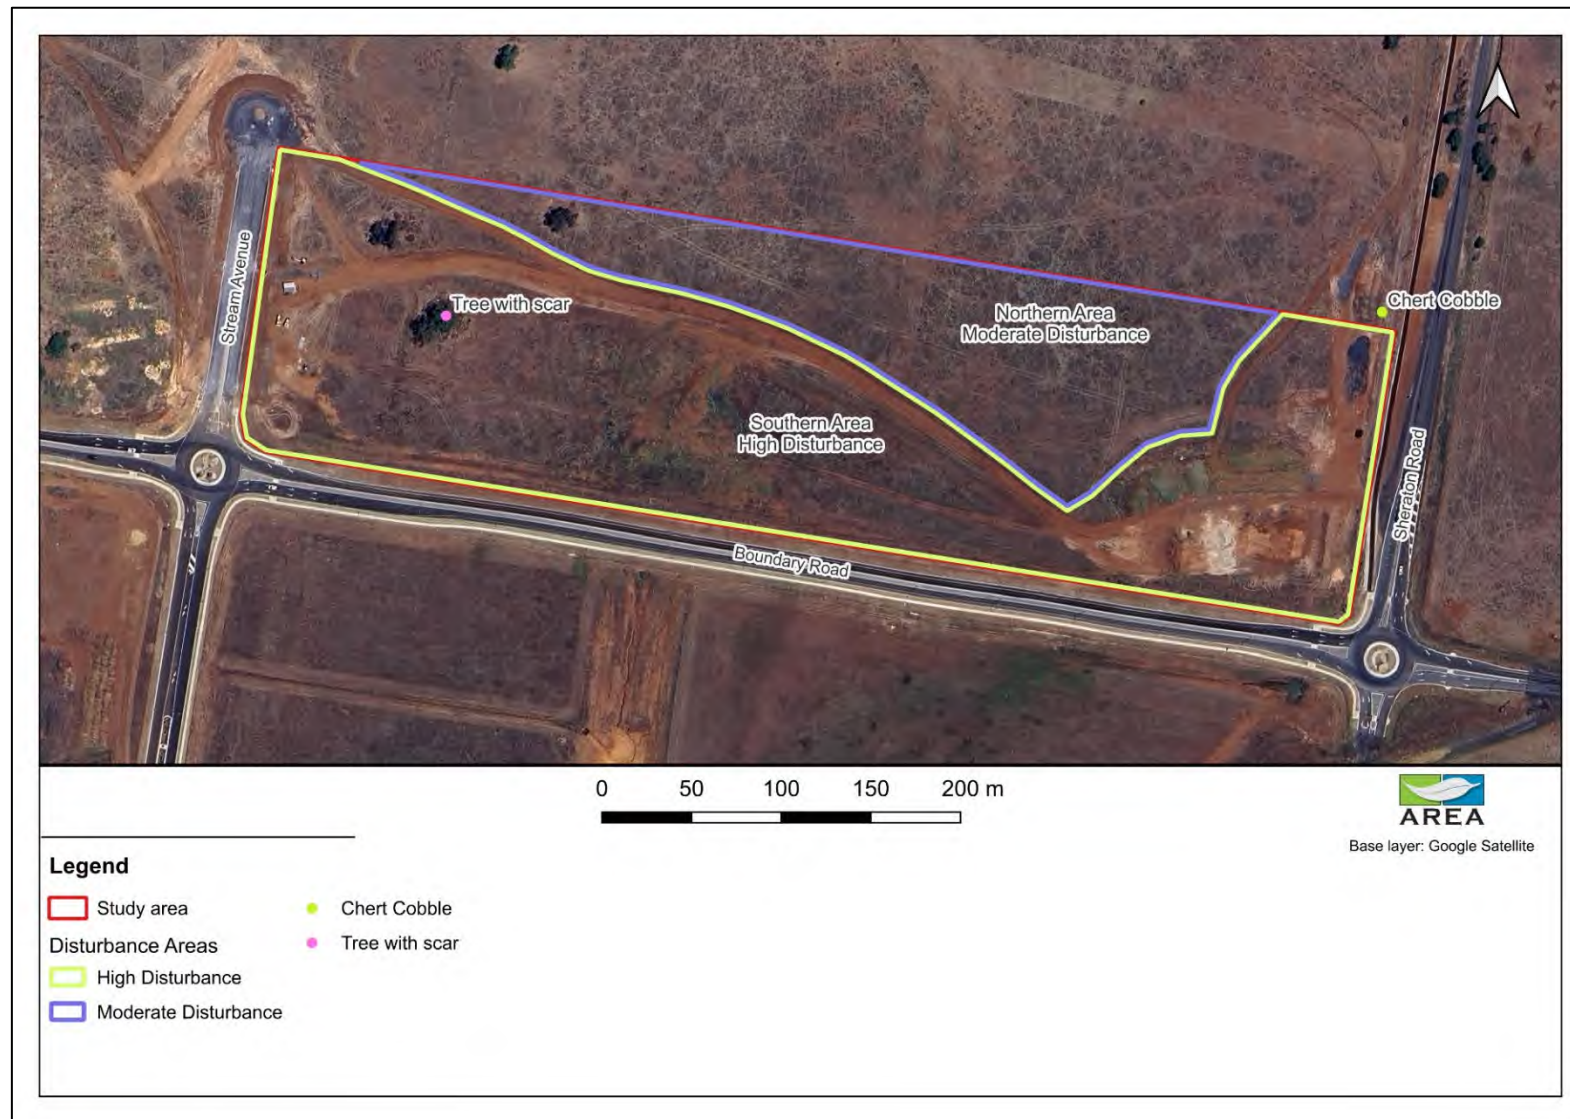 Stream Avenue
Tree with scar
Northern Area
Moderate Disturbance
Chert Cobble
Southern Area
High Disturbance
Boundary Road
Sheraton Road
0 50 100 150 200 m
AREA
Base layer: Google Satellite
Legend
Study area
Disturbance Areas
High Disturbance
Moderate Disturbance
Chert Cobble
Tree with scar